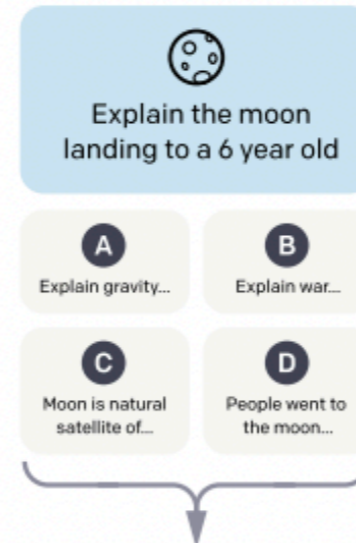 Explain the moon
landing to a 6 year old
A
Explain gravity...
B
Explain war...
C
Moon is natural
satellite of...
D
People went to
the moon...